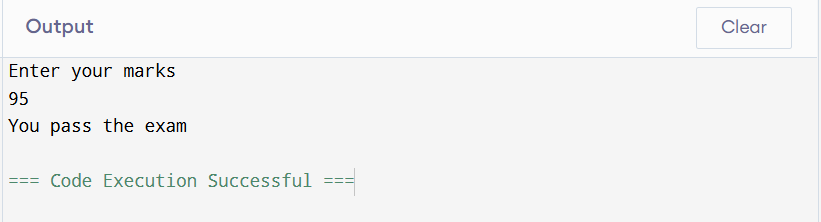 Output
Clear
Enter your marks
95
You pass the exam
=== Code Execution Successful ===